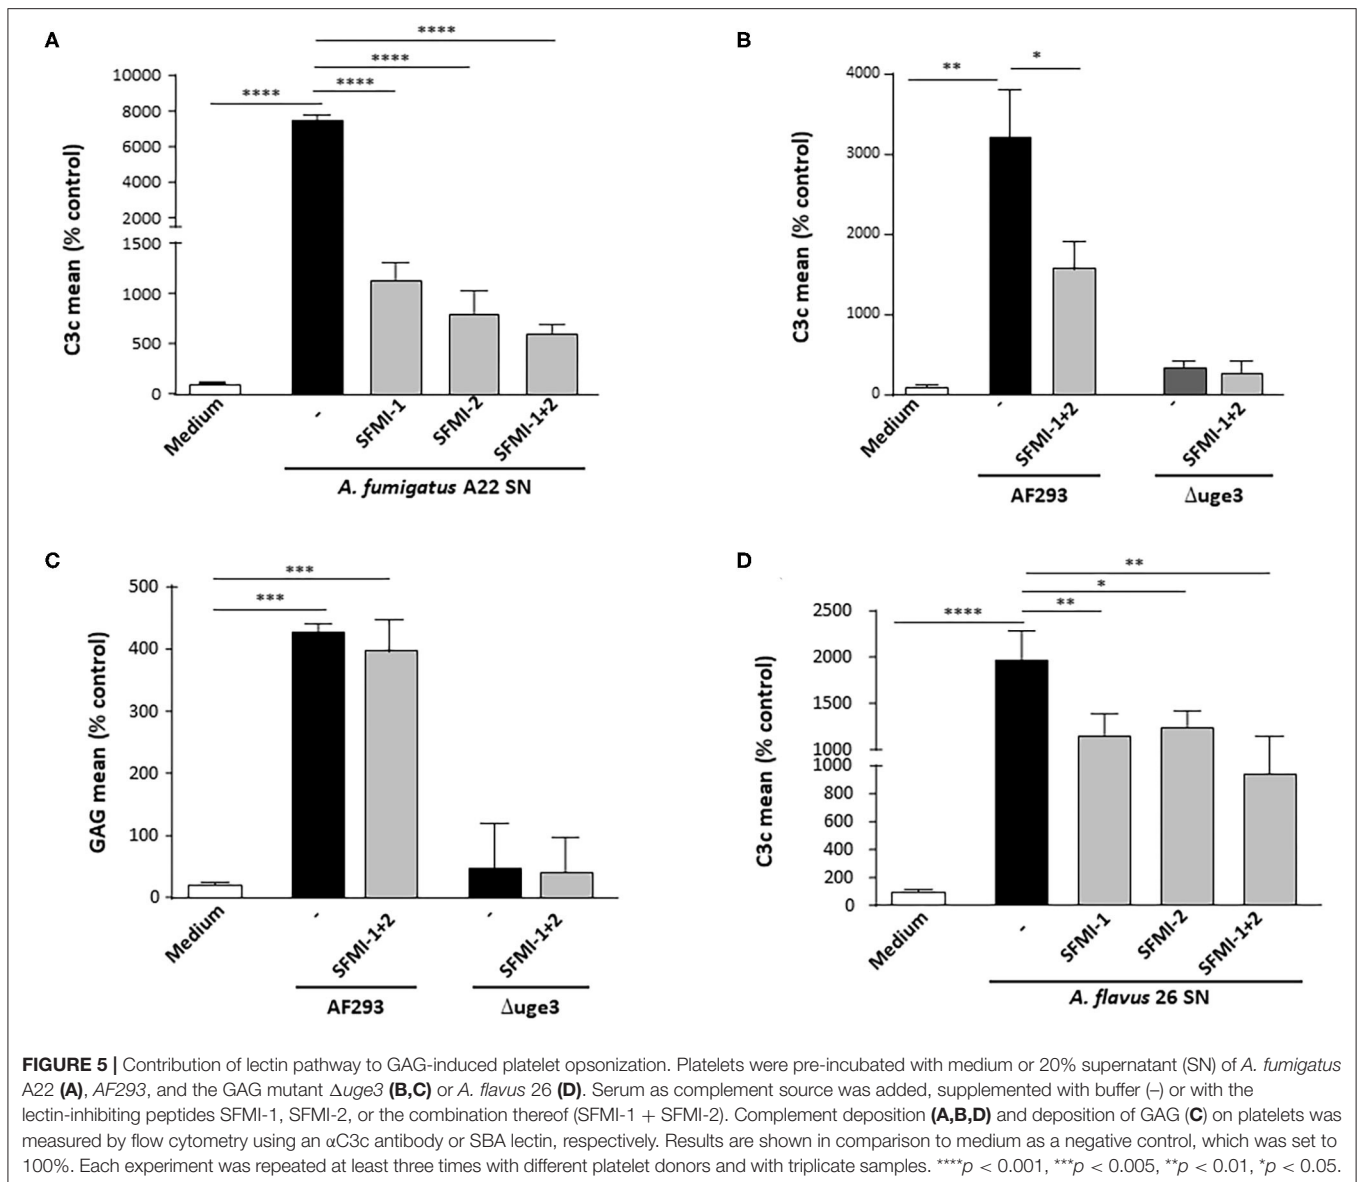 A
****
****
****
****
C3c mean (% control)
10000
8000
6000
4000
2000
1500
1000
500
0
Medium
-
SFMI-1
SFMI-2
SFMI-1+2
A. fumigatus A22 SN
B
**
*
C3c mean (% control)
4000
3000
2000
1000
0
Medium
-
SFMI-1+2
-
SFMI-1+2
AF293
Δuge3
C
***
***
GAG mean (% control)
500
400
300
200
100
0
Medium
-
SFMI-1+2
-
SFMI-1+2
AF293
Δuge3
D
**
*
****
**
C3c mean (% control)
2500
2000
1500
1000
1000
800
600
400
200
0
Medium
-
SFMI-1
SFMI-2
SFMI-1+2
A. flavus 26 SN
FIGURE 5 | Contribution of lectin pathway to GAG-induced platelet opsonization. Platelets were pre-incubated with medium or 20% supernatant (SN) of A. fumigatus
A22 (A), AF293, and the GAG mutant Δuge3 (B,C) or A. flavus 26 (D). Serum as complement source was added, supplemented with buffer (–) or with the
lectin-inhibiting peptides SFMI-1, SFMI-2, or the combination thereof (SFMI-1 + SFMI-2). Complement deposition (A,B,D) and deposition of GAG (C) on platelets was
measured by flow cytometry using an αC3c antibody or SBA lectin, respectively. Results are shown in comparison to medium as a negative control, which was set to
100%. Each experiment was repeated at least three times with different platelet donors and with triplicate samples. ****p < 0.001, ***p < 0.005, **p < 0.01, *p < 0.05.